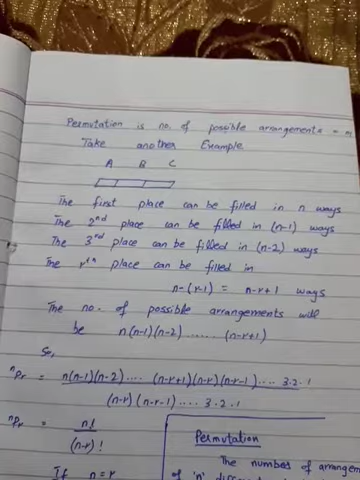 Permutation is no. of possible arrangements =
Take another Example
A B C
The first place can be filled in n ways
The 2nd place can be filled in (n-1) ways
The 3rd place can be filled in (n-2) ways
The rth place can be filled in
n-(r-1) = n-r+1 ways
The no. of possible arrangements will
be n(n-1)(n-2)...... (n-r+1)
So,
nPr = n(n-1)(n-2).... (n-r+1)(n-r)(n-r-1).... 3.2.1
(n-r)(n-r-1).... 3.2.1
nPr = n!
(n-r)!
Permutation
If n=r
The numbers of arrangem
of 'n'